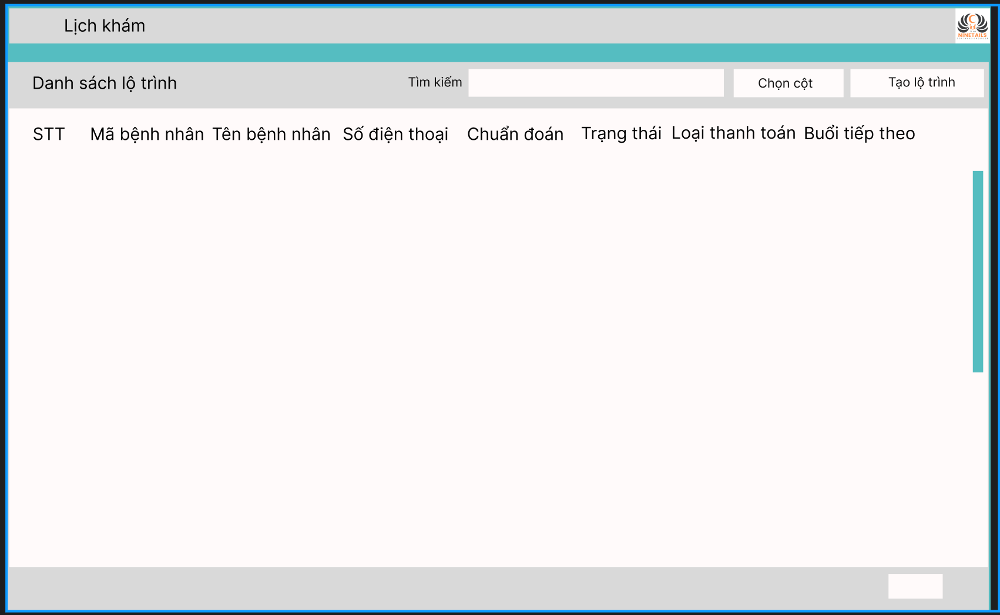 Lịch khám
NINETAILS
Danh sách lộ trình
Tìm kiếm
Chọn cột
Tạo lộ trình
STT Mã bệnh nhân Tên bệnh nhân Số điện thoại Chuẩn đoán Trạng thái Loại thanh toán Buổi tiếp theo